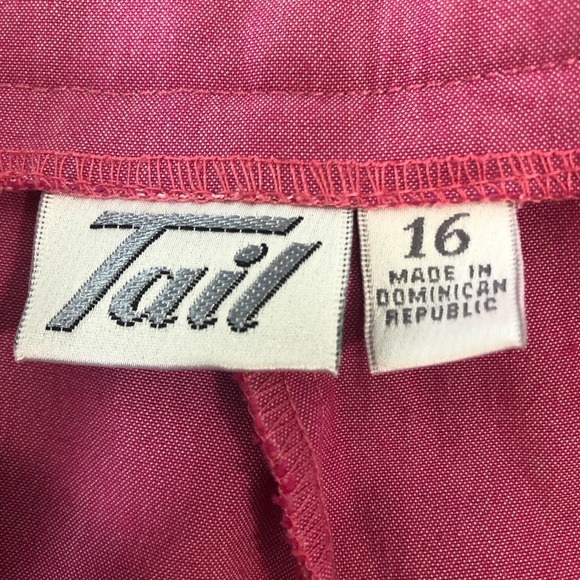 Tail
16
MADE IN
DOMINICAN
REPUBLIC